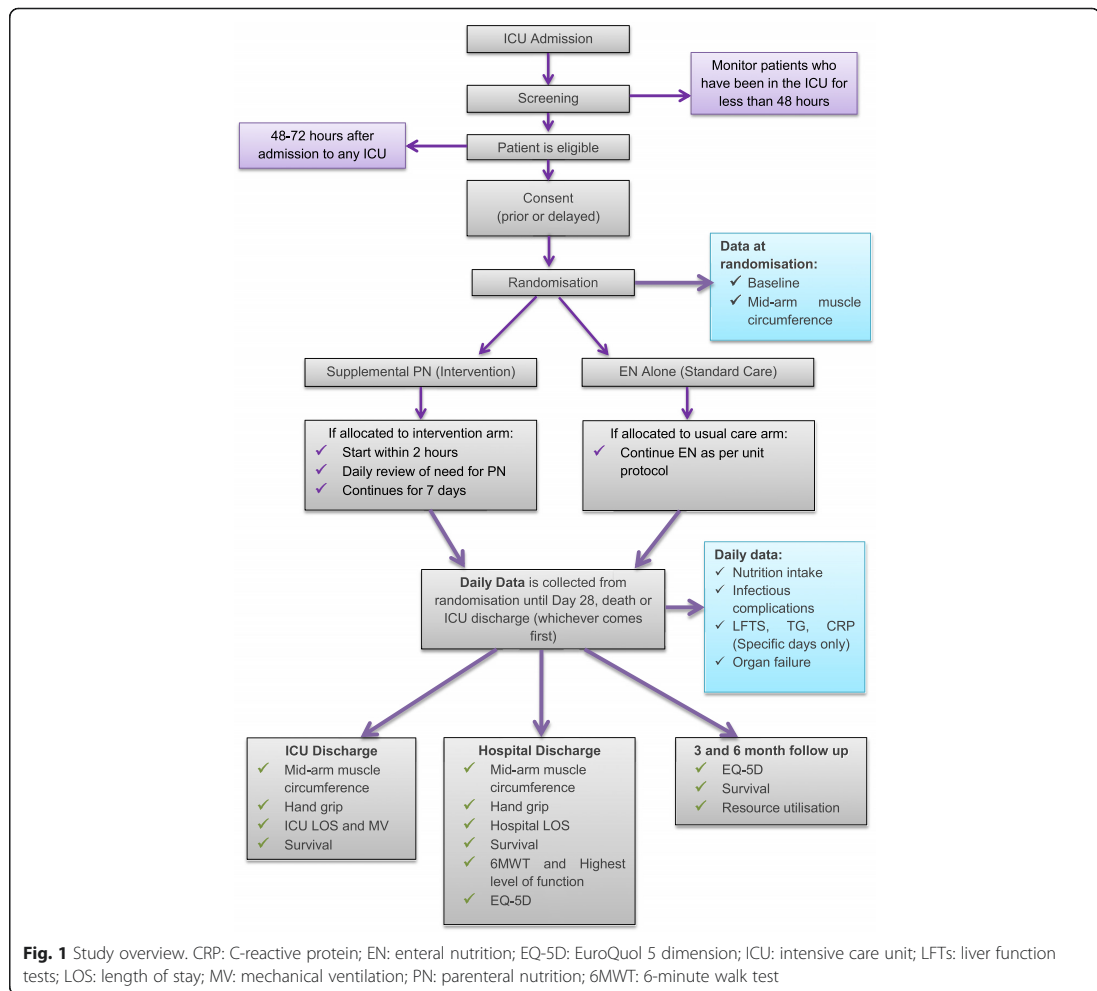 ICU Admission
Monitor patients who
have been in the ICU for
less than 48 hours
Screening
48-72 hours after
admission to any ICU
Patient is eligible
Consent
(prior or delayed)
Data at
randomisation:
✓ Baseline
✓ Mid-arm muscle
circumference
Randomisation
Supplemental PN (Intervention)
EN Alone (Standard Care)
If allocated to intervention arm:
✓ Start within 2 hours
✓ Daily review of need for PN
✓ Continues for 7 days
If allocated to usual care arm:
✓ Continue EN as per unit
protocol
Daily Data is collected from
randomisation until Day 28, death or
ICU discharge (whichever comes
first)
Daily data:
✓ Nutrition intake
✓ Infectious
complications
✓ LFTS, TG, CRP
(Specific days only)
✓ Organ failure
ICU Discharge
✓ Mid-arm muscle
circumference
✓ Hand grip
✓ ICU LOS and MV
✓ Survival
Hospital Discharge
✓ Mid-arm muscle
circumference
✓ Hand grip
✓ Hospital LOS
✓ Survival
✓ 6MWT and Highest
level of function
✓ EQ-5D
3 and 6 month follow up
✓ EQ-5D
✓ Survival
✓ Resource utilisation
Fig. 1 Study overview. CRP: C-reactive protein; EN: enteral nutrition; EQ-5D: EuroQuol 5 dimension; ICU: intensive care unit; LFTs: liver function
tests; LOS: length of stay; MV: mechanical ventilation; PN: parenteral nutrition; 6MWT: 6-minute walk test